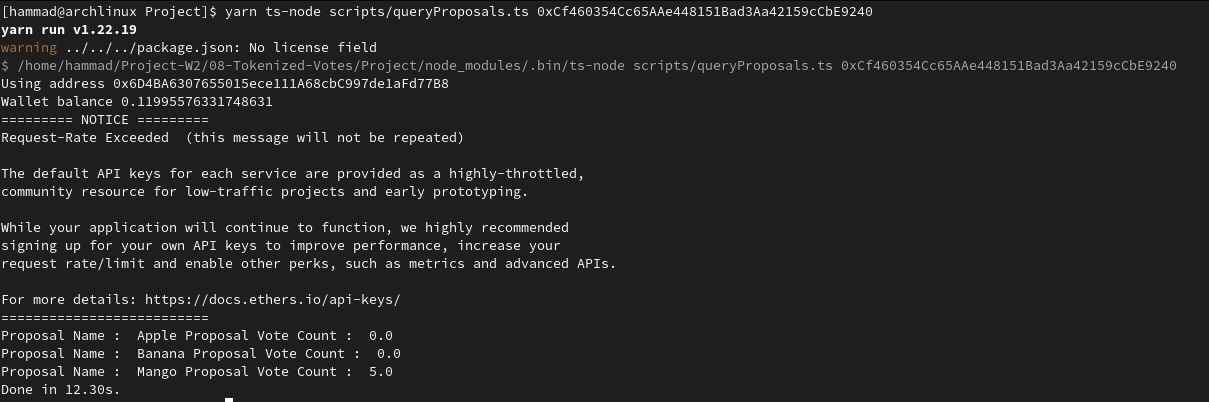 [hammad@archlinux Project]$ yarn ts-node scripts/queryProposals.ts 0xCf460354Cc65AAe448151Bad3Aa42159cCbE9240
yarn run v1.22.19
warning ../../../package.json: No license field
$ /home/hammad/Project-W2/08-Tokenized-Votes/Project/node_modules/.bin/ts-node scripts/queryProposals.ts 0xCf460354Cc65AAe448151Bad3Aa42159cCbE9240
Using address 0x6D4BA6307655015ece111A68cbC997de1aFd77B8
Wallet balance 0.11995576331748631
========= NOTICE =========
Request-Rate Exceeded  (this message will not be repeated)

The default API keys for each service are provided as a highly-throttled,
community resource for low-traffic projects and early prototyping.

While your application will continue to function, we highly recommended
signing up for your own API keys to improve performance, increase your
request rate/limit and enable other perks, such as metrics and advanced APIs.

For more details: https://docs.ethers.io/api-keys/
==========================
Proposal Name :  Apple Proposal Vote Count :  0.0
Proposal Name :  Banana Proposal Vote Count :  0.0
Proposal Name :  Mango Proposal Vote Count :  5.0
Done in 12.30s.